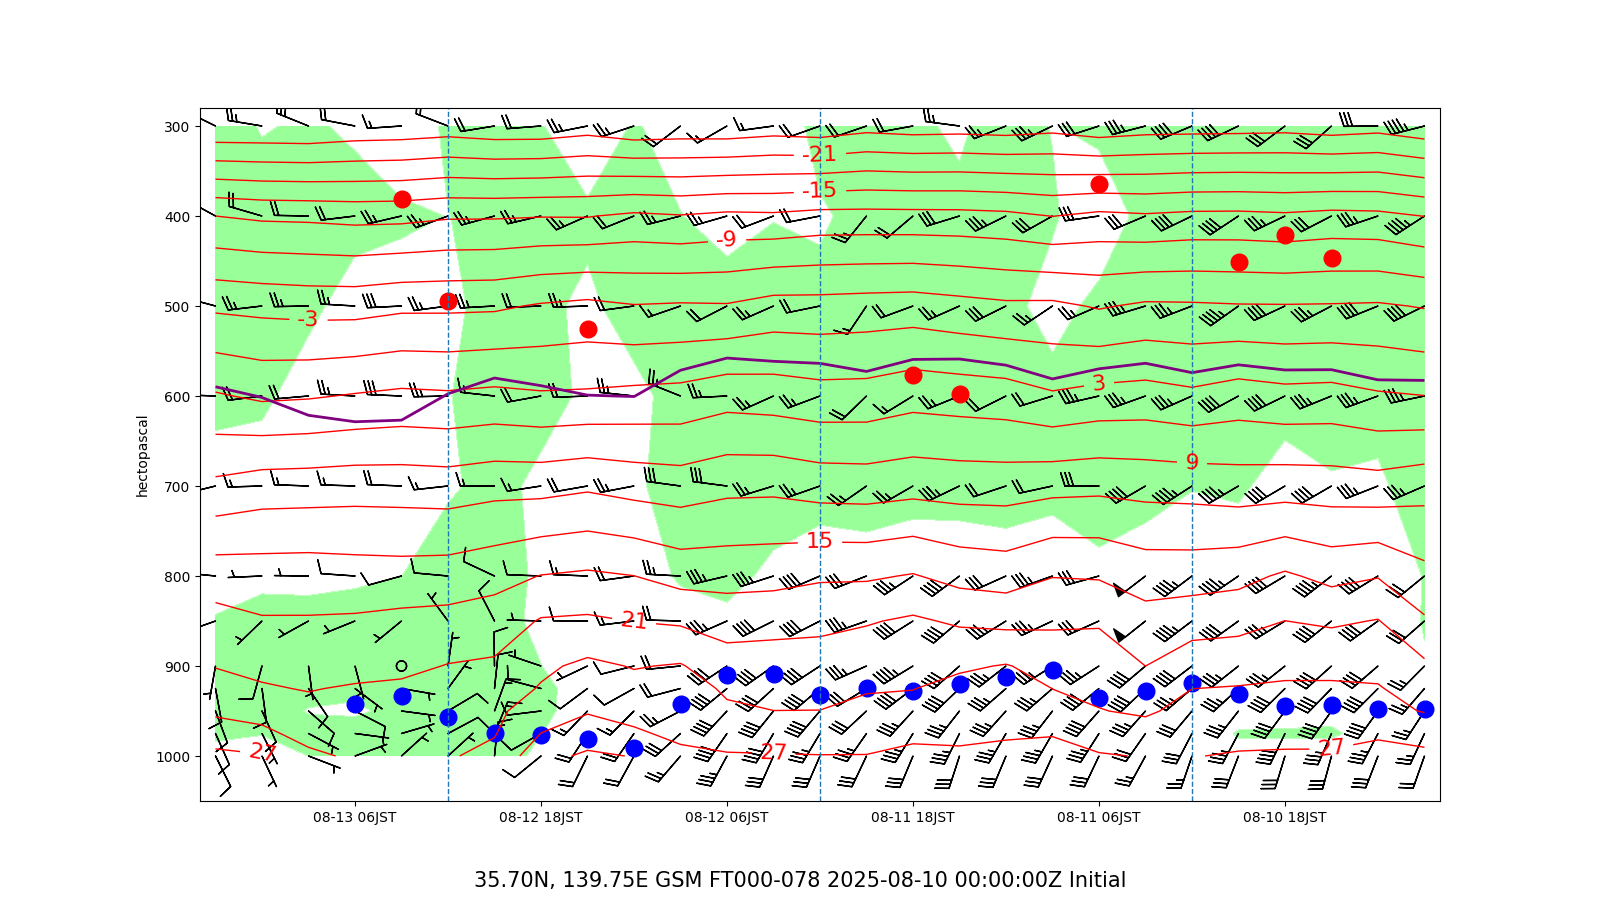 300
400
500
600
700
800
900
1000
hectopascal
-21
-15
-9
-3
3
9
15
21
27
27
27
08-13 06JST
08-12 18JST
08-12 06JST
08-11 18JST
08-11 06JST
08-10 18JST
35.70N, 139.75E GSM FT000-078 2025-08-10 00:00:00Z Initial